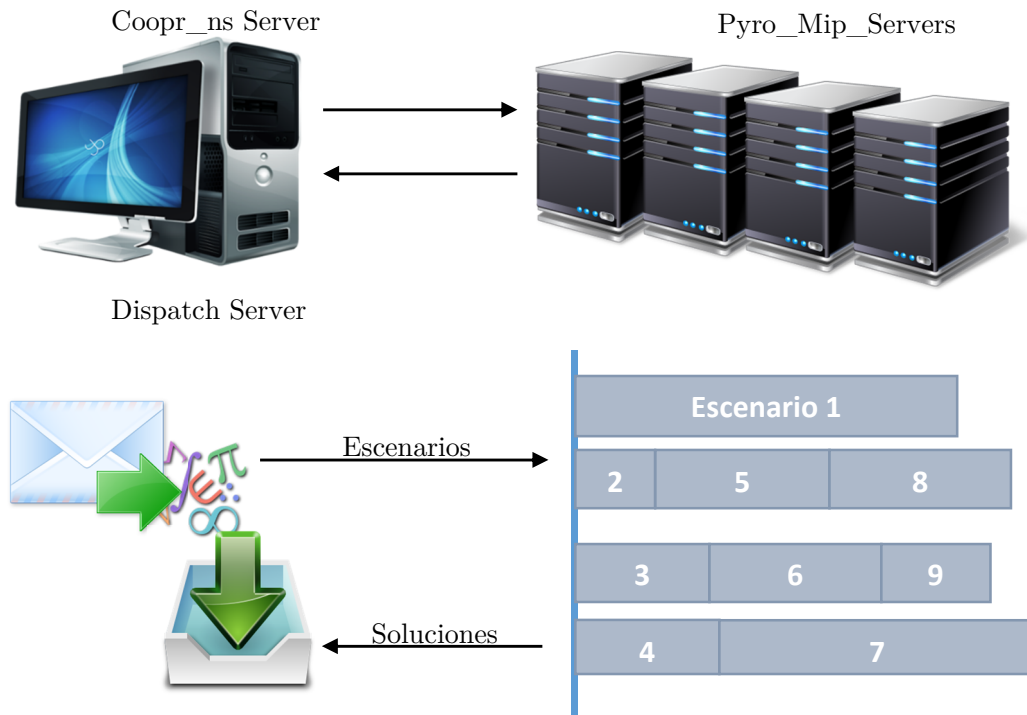 Coopr_ns Server
Pyro_Mip_Servers
Dispatch Server
Escenarios
Soluciones
Escenario 1
2 5 8
3 6 9
4 7